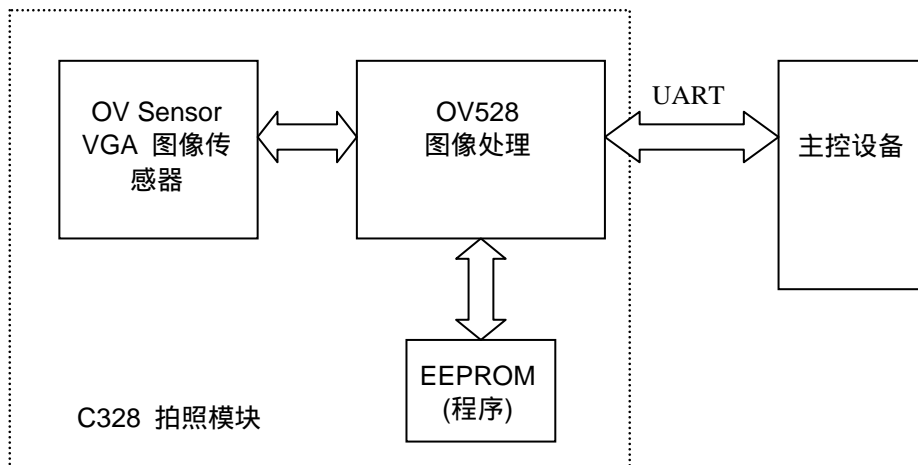 OV Sensor
VGA 图像传
感器
OV528
图像处理
UART
主控设备
EEPROM
(程序)
C328 拍照模块